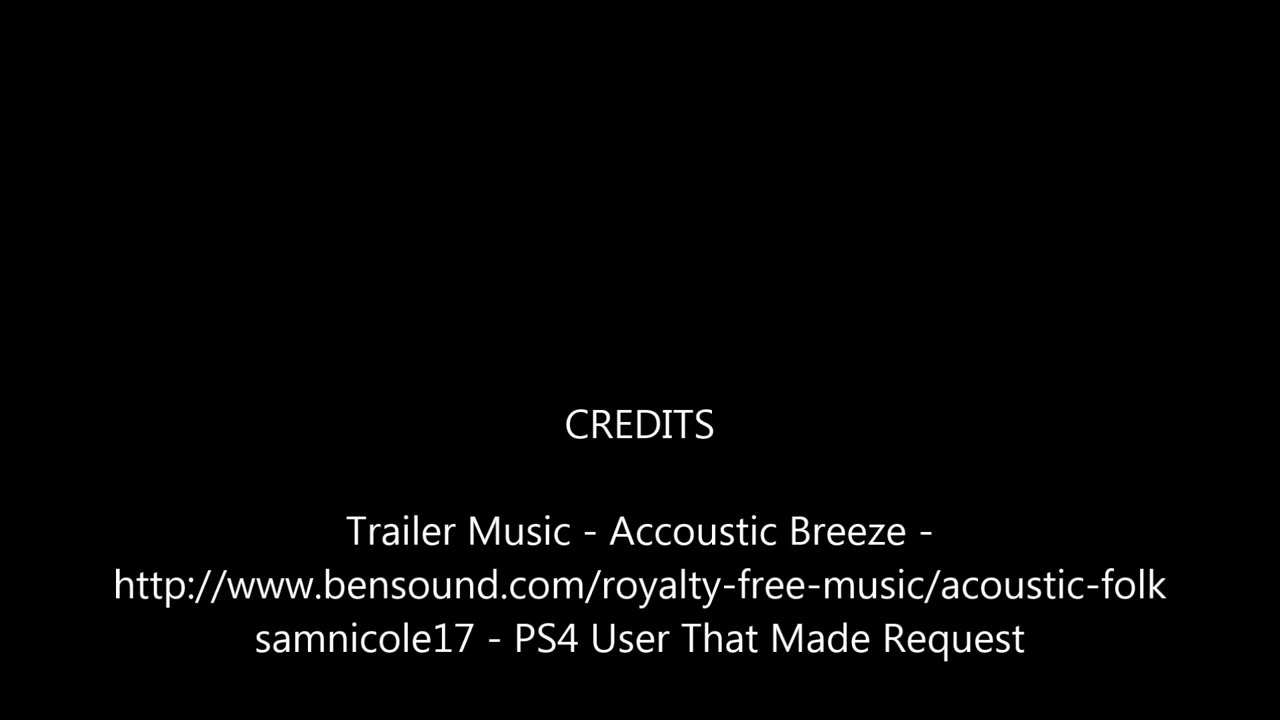 CREDITS
Trailer Music - Accoustic Breeze -
http://www.bensound.com/royalty-free-music/acoustic-folk
samnicole17 - PS4 User That Made Request